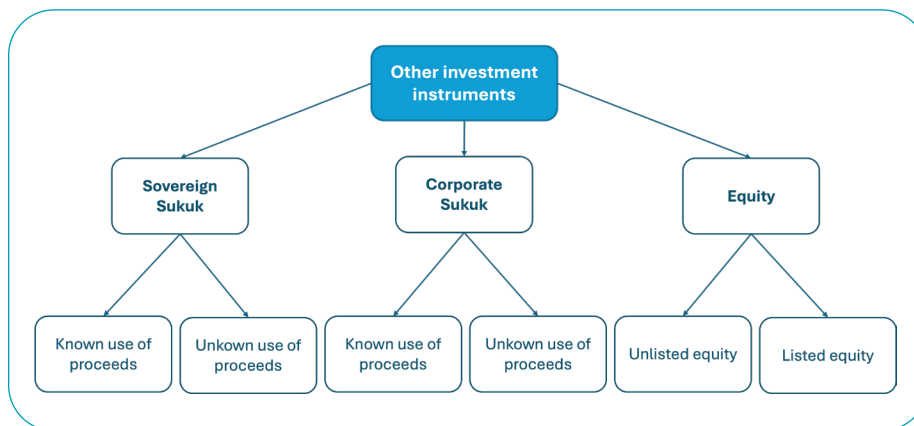 Other investment
instruments
Sovereign
Sukuk
Corporate
Sukuk
Equity
Known use of
proceeds
Unkown use of
proceeds
Known use of
proceeds
Unkown use of
proceeds
Unlisted equity
Listed equity